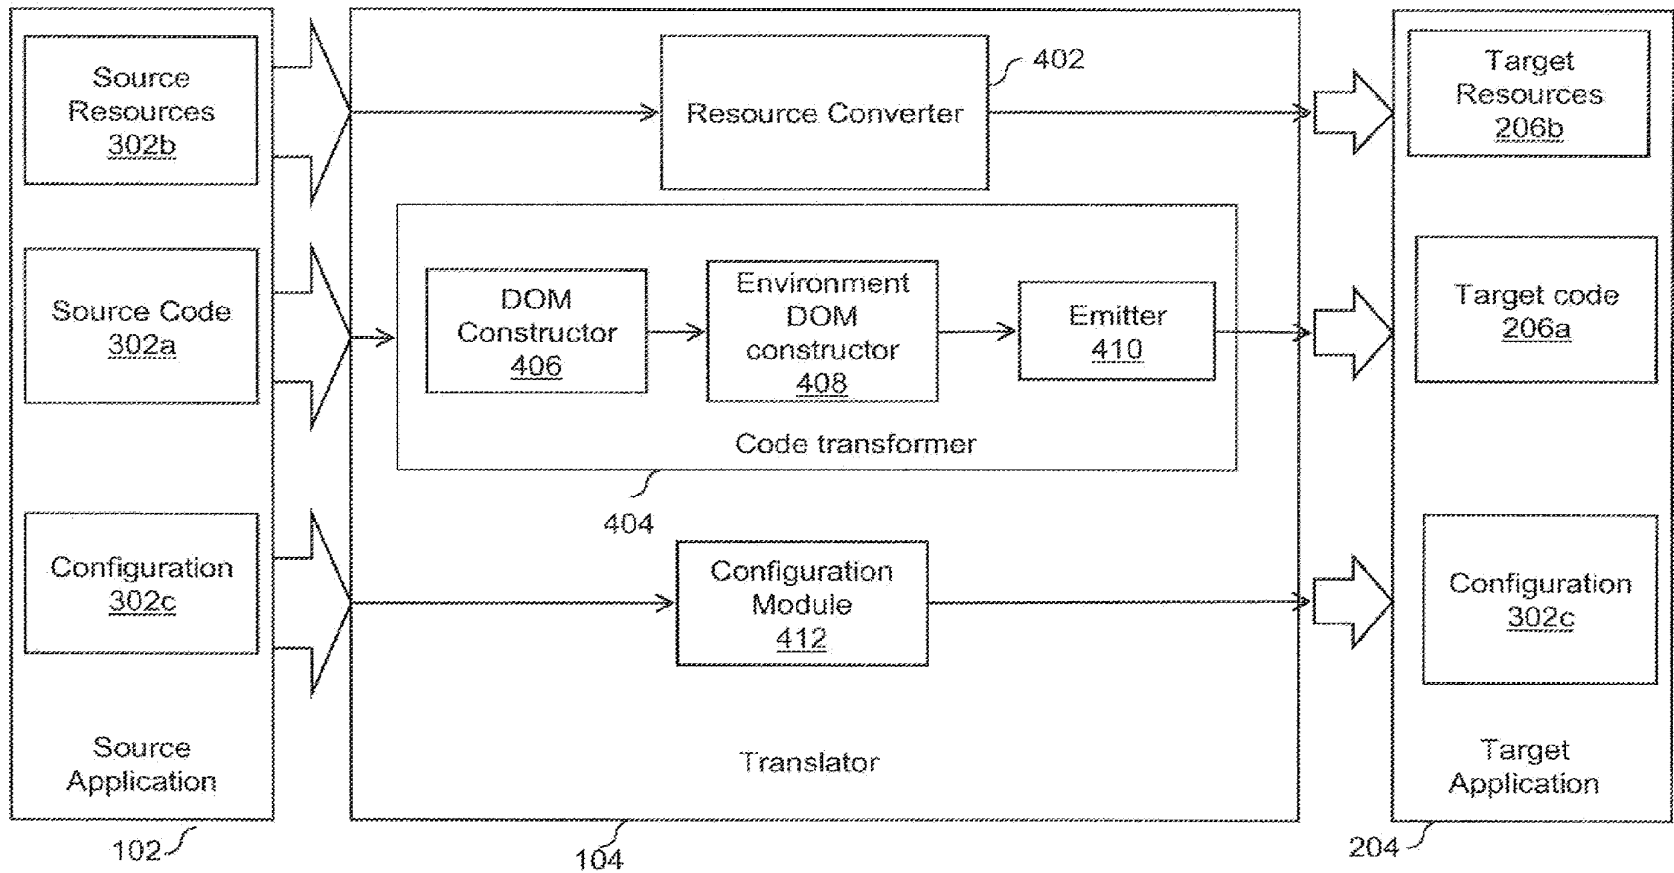 Source
Resources
302b
Source Code
302a
Configuration
302c
Source
Application
102
Resource Converter
402
DOM
Constructor
406
Environment
DOM
constructor
408
Emitter
410
Code transformer
404
Configuration
Module
412
Translator
104
Target
Resources
206b
Target code
206a
Configuration
302c
Target
Application
204